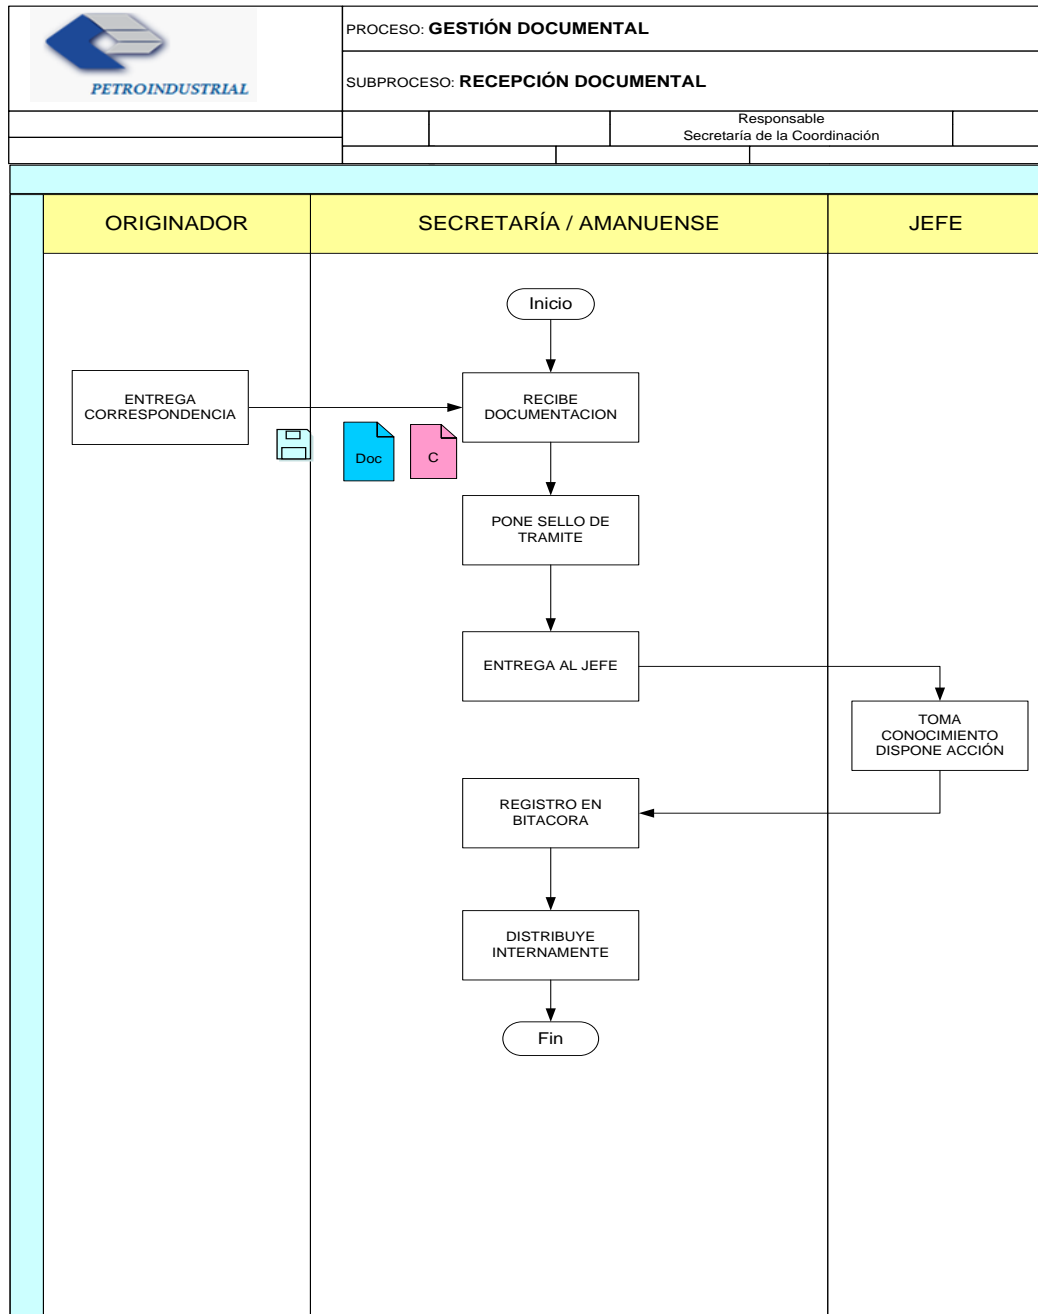 PETROINDUSTRIAL
PROCESO: GESTIÓN DOCUMENTAL
SUBPROCESO: RECEPCIÓN DOCUMENTAL
Responsable
Secretaría de la Coordinación
ORIGINADOR
SECRETARÍA / AMANUENSE
JEFE
Inicio
ENTREGA
CORRESPONDENCIA
RECIBE
DOCUMENTACION
Doc
C
PONE SELLO DE
TRAMITE
ENTREGA AL JEFE
TOMA
CONOCIMIENTO
DISPONE ACCIÓN
REGISTRO EN
BITACORA
DISTRIBUYE
INTERNAMENTE
Fin